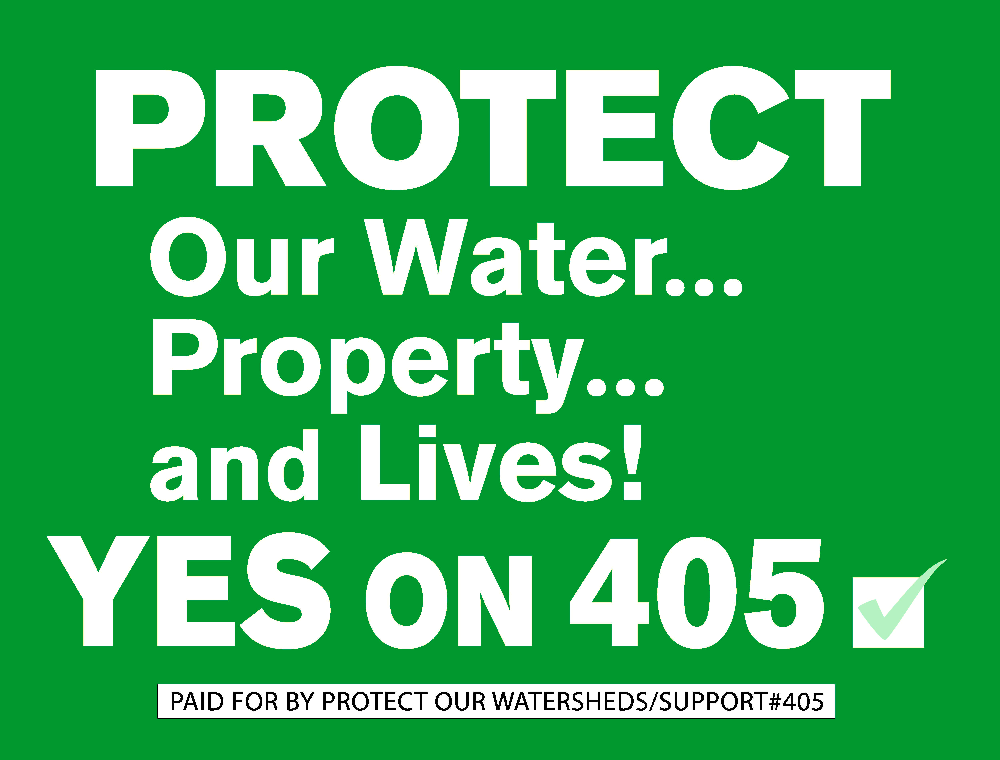 PROTECT
Our Water...
Property...
and Lives!
YES ON 405
PAID FOR BY PROTECT OUR WATERSHEDS/SUPPORT#405